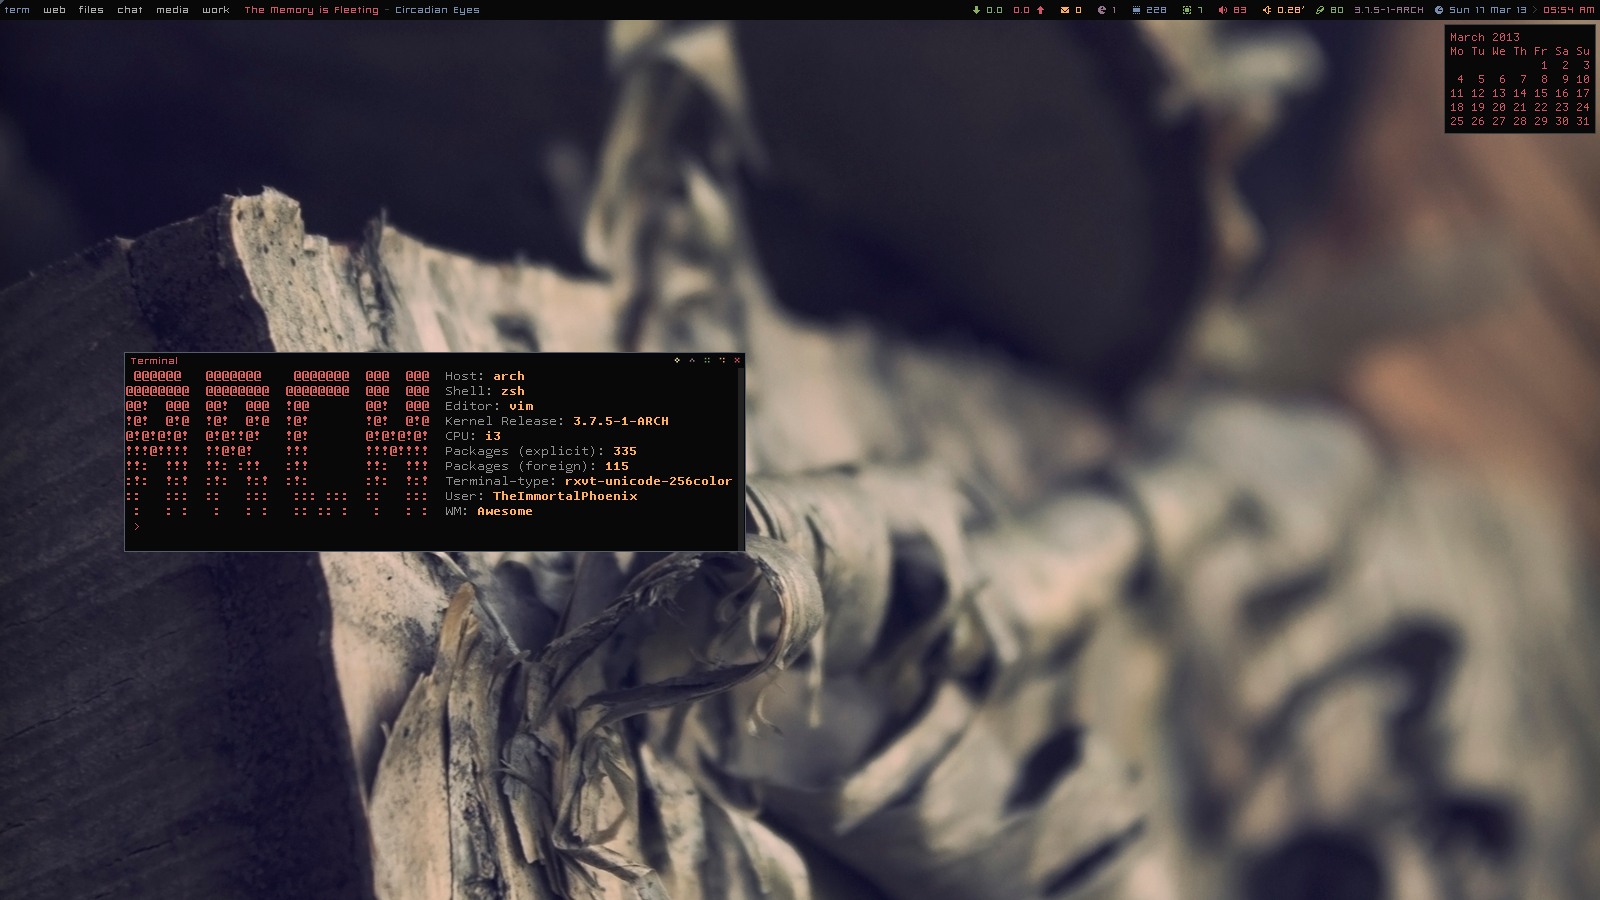 term web files chat media work The Memory is Fleeting - Circadian Eyes 0.0 0.0 0 1 228 7 83 0.28' 80 3.7.5-1-ARCH Sun 17 Mar 13 05:54 AM
March 2013
Mo Tu We Th Fr Sa Su
1 2 3
4 5 6 7 8 9 10
11 12 13 14 15 16 17
18 19 20 21 22 23 24
25 26 27 28 29 30 31
Terminal
Host: arch
Shell: zsh
Editor: vim
Kernel Release: 3.7.5-1-ARCH
CPU: i3
Packages (explicit): 335
Packages (foreign): 115
Terminal-type: rxvt-unicode-256color
User: TheImmortalPhoenix
WM: Awesome
>